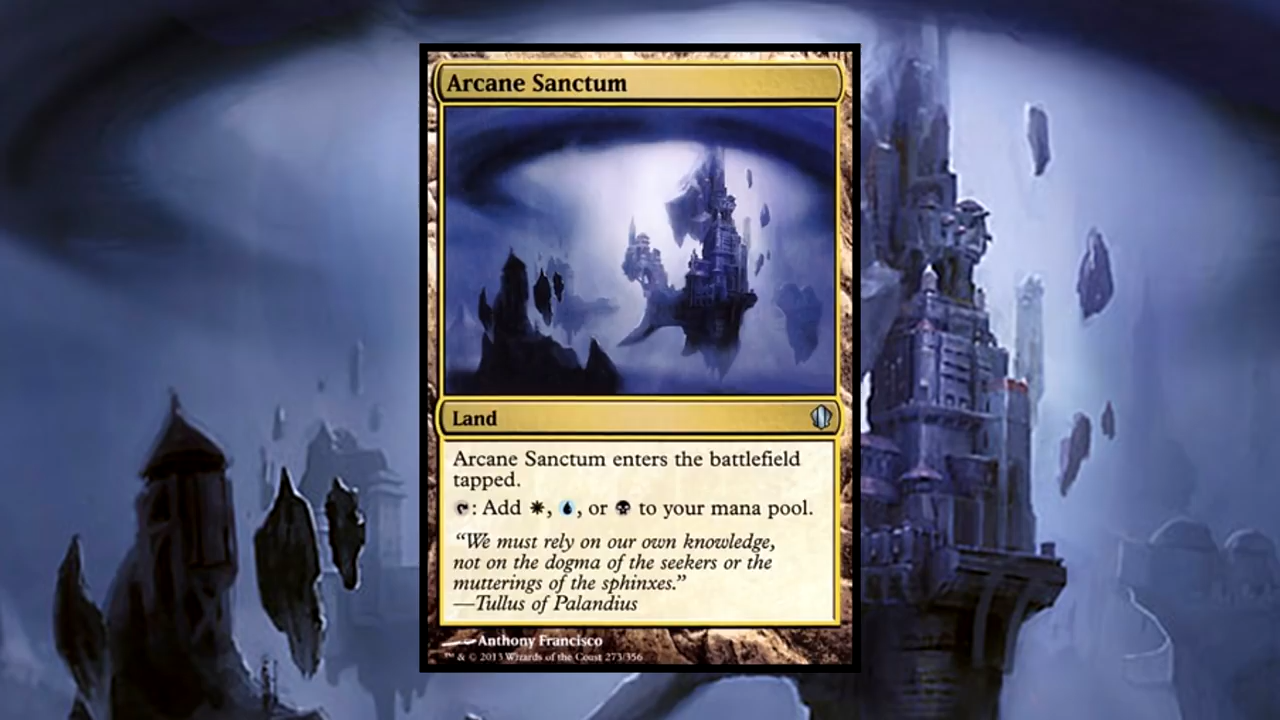 Arcane Sanctum
Land
Arcane Sanctum enters the battlefield
tapped.
: Add , , or to your mana pool.
“We must rely on our own knowledge,
not on the dogma of the seekers or the
mutterings of the sphinxes.”
—Tullus of Palandius
Anthony Francisco
™ & © 2013 Wizards of the Coast 273/356